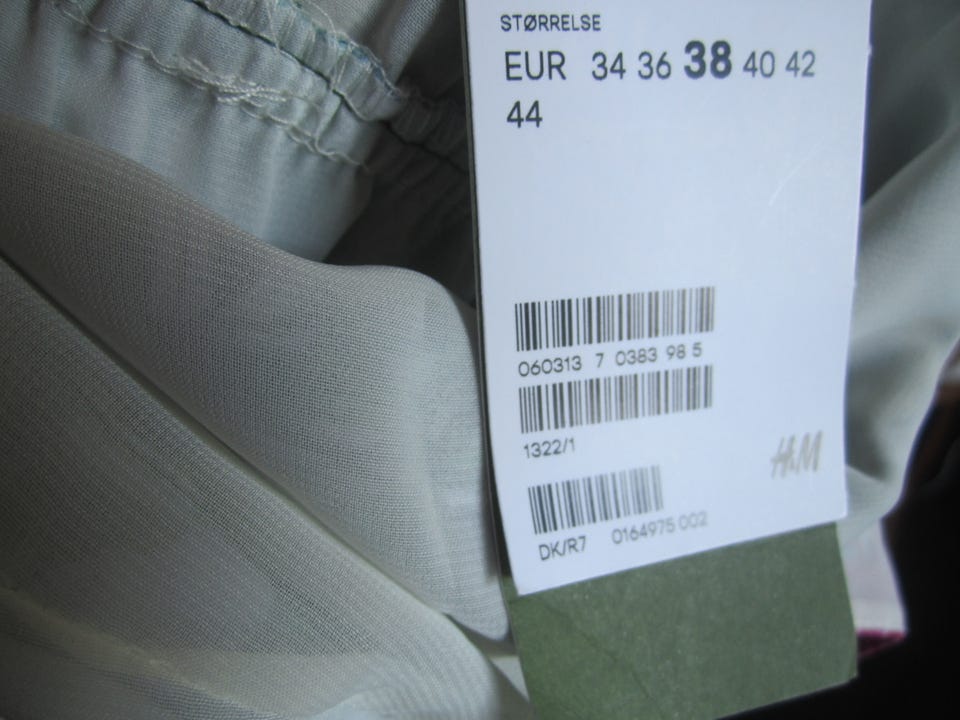 STØRRELSE
EUR 34 36 38 40 42
44
060313 7 0383 98 5
1322/1
H&M
DK/R7 0164975 002